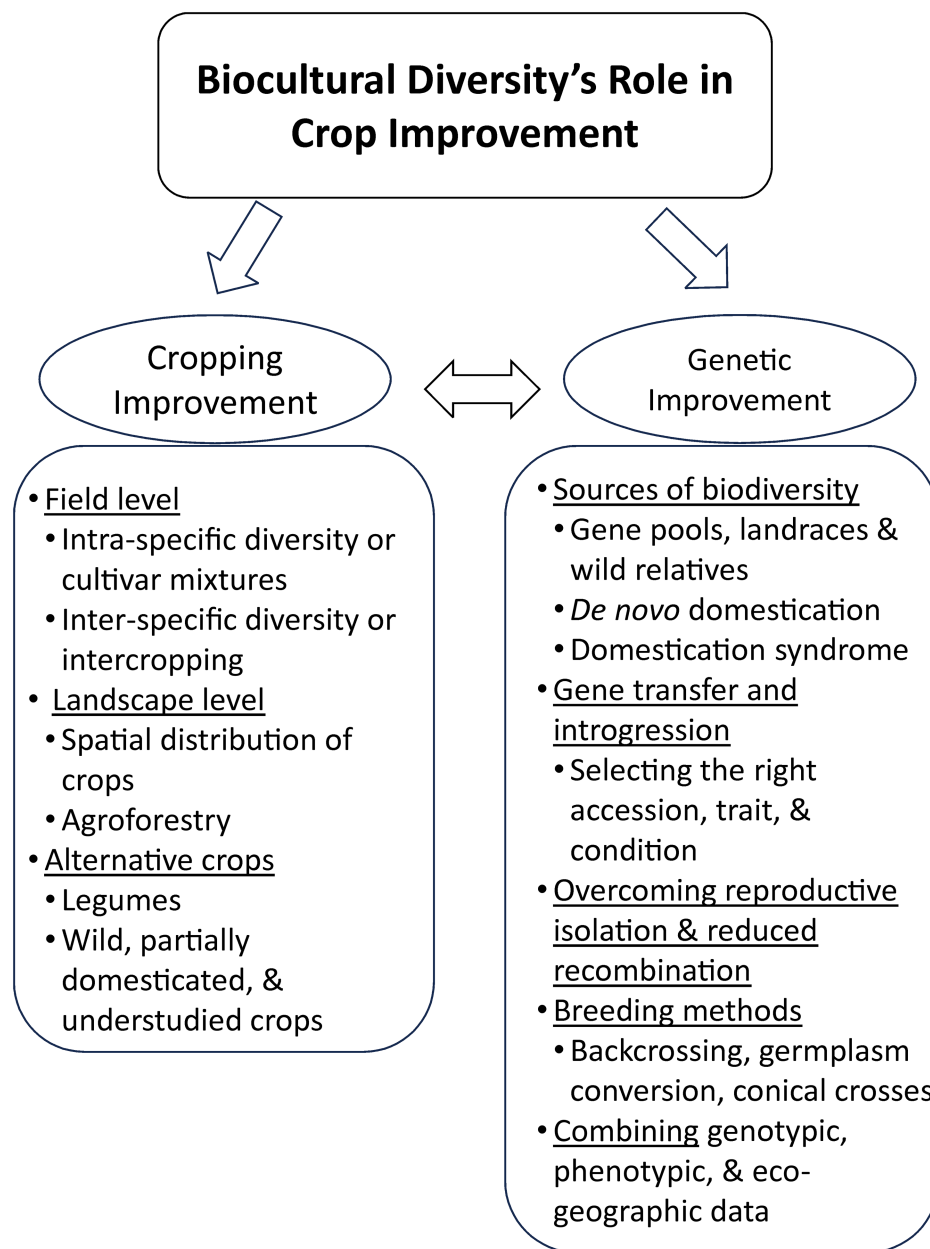 Biocultural Diversity’s Role in
Crop Improvement
Cropping
Improvement
Genetic
Improvement
• Field level
• Intra-specific diversity or
cultivar mixtures
• Inter-specific diversity or
intercropping
• Landscape level
• Spatial distribution of
crops
• Agroforestry
• Alternative crops
• Legumes
• Wild, partially
domesticated, &
understudied crops
• Sources of biodiversity
• Gene pools, landraces &
wild relatives
• De novo domestication
• Domestication syndrome
• Gene transfer and
introgression
• Selecting the right
accession, trait, &
condition
• Overcoming reproductive
isolation & reduced
recombination
• Breeding methods
• Backcrossing, germplasm
conversion, conical crosses
• Combining genotypic,
phenotypic, & eco-
geographic data